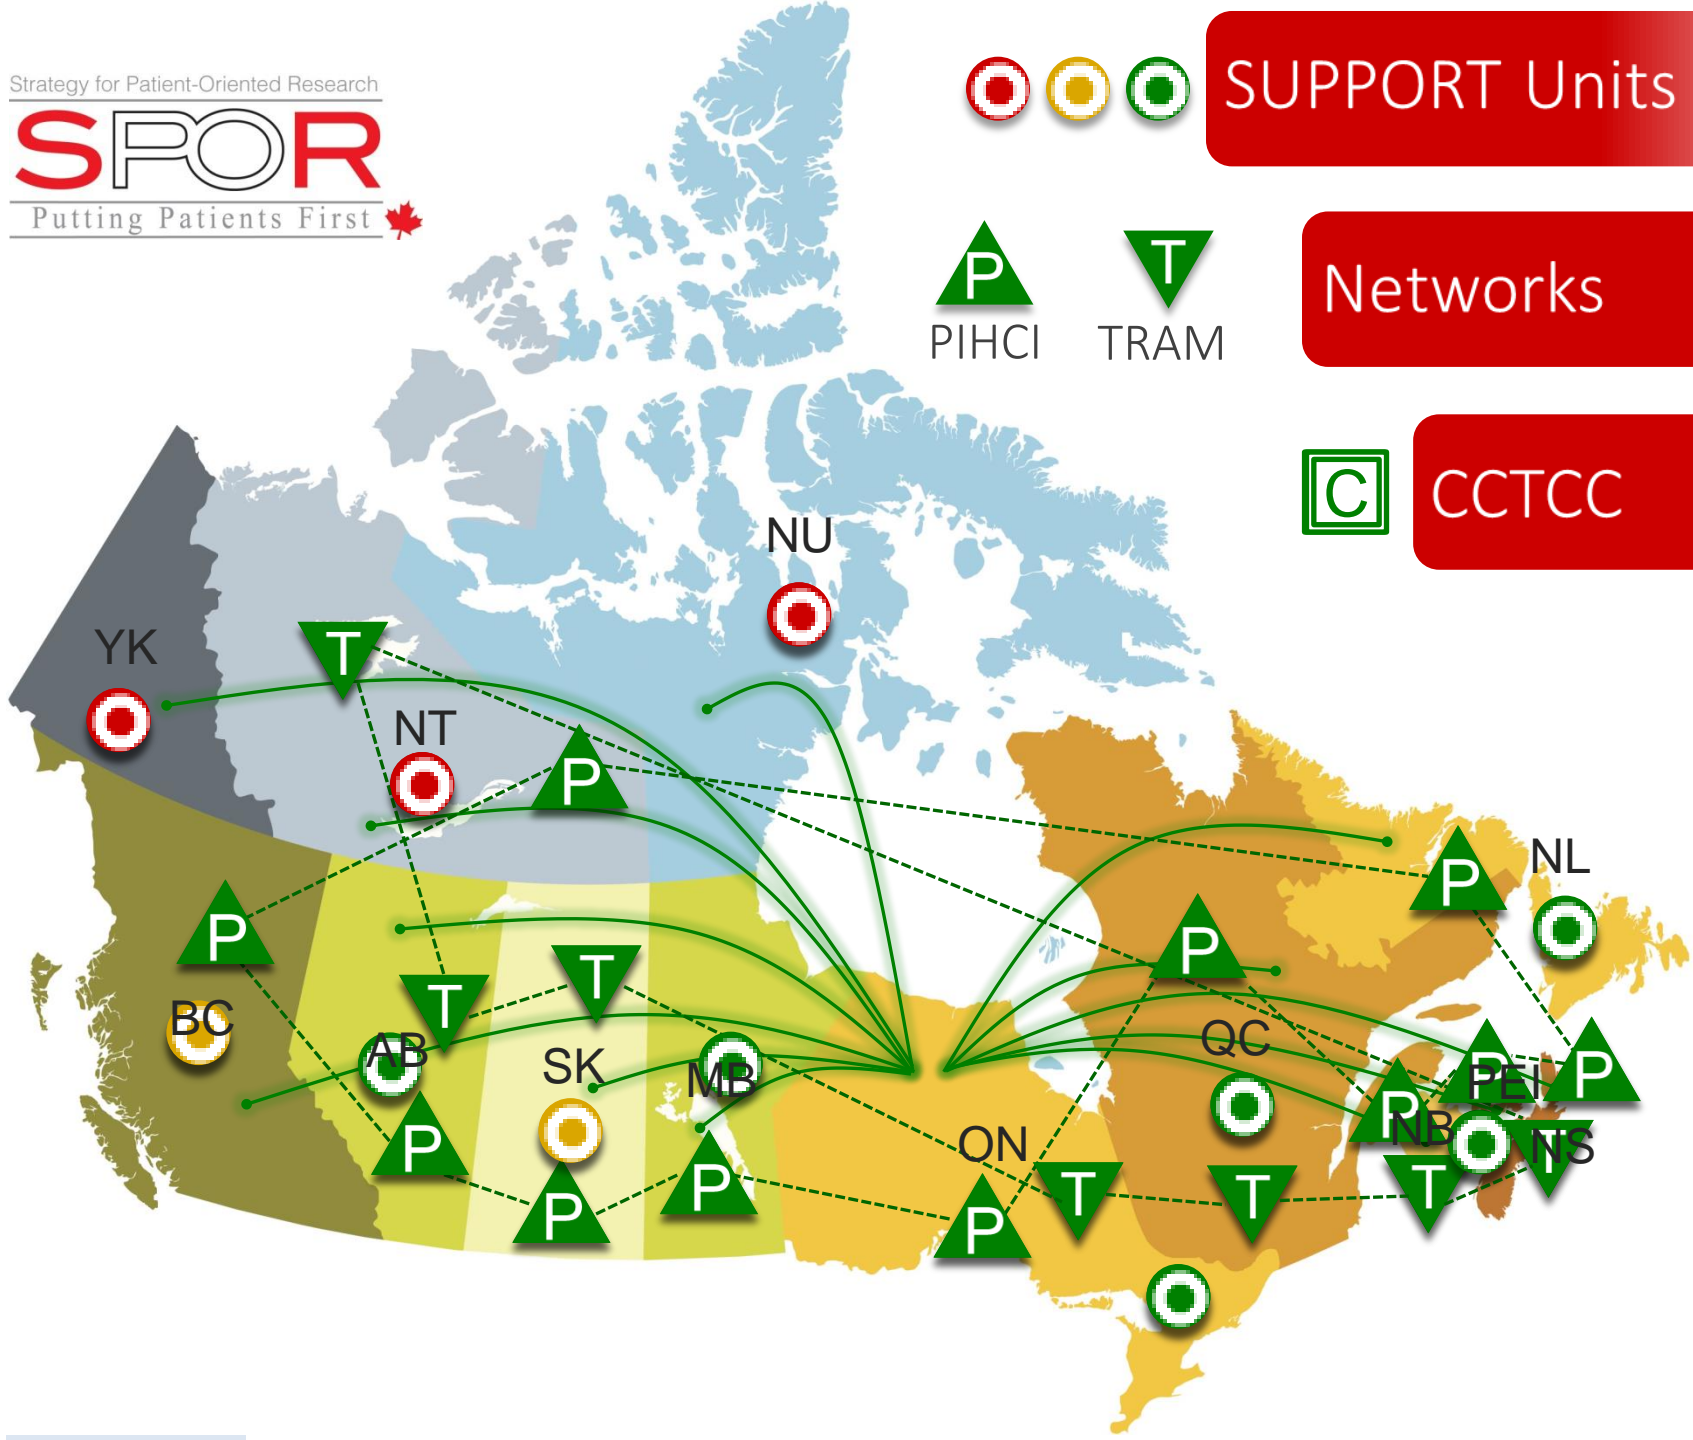 Strategy for Patient-Oriented Research
SPOR
Putting Patients First
SUPPORT Units
P
T
PIHCI
TRAM
Networks
C
CCTCC
NU
YK
T
NT
P
NL
P
P
P
BC
T
T
AB
SK
MB
QC
P
PEI
P
P
NB
NS
T
P
P
P
ON
T
T
T
P